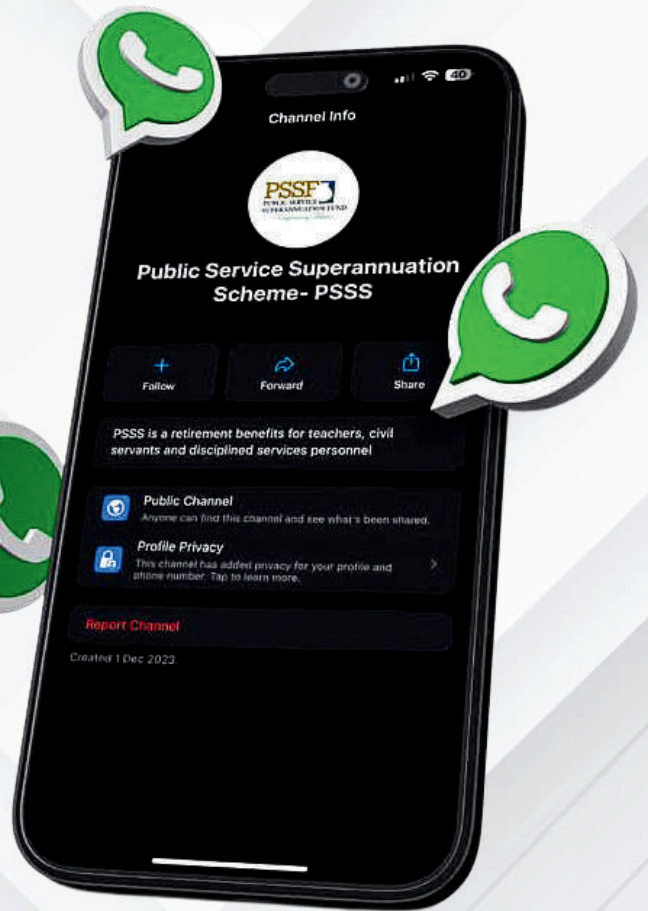 40
Channel Info
PSSF
PUBLIC SERVICE
SUPERANNUATION FUND
Public Service Superannuation
Scheme- PSSS
Follow
Forward
Share
PSSS is a retirement benefits for teachers, civil
servants and disciplined services personnel
Public Channel
Anyone can find this channel and see what's been shared.
Profile Privacy
This channel has added privacy for your profile and
phone number. Tap to learn more.
Report Channel
Created 1 Dec 2023.